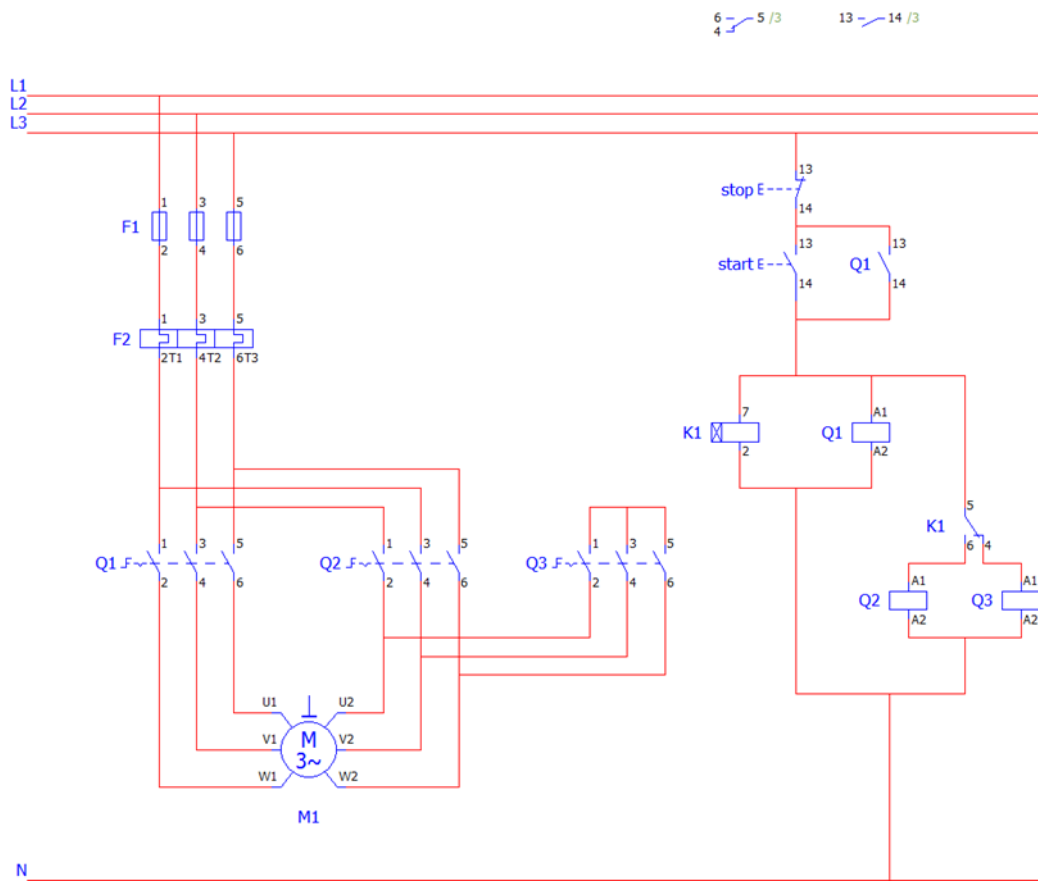 6 5 /3 13 14 /3
4
L1
L2
L3
13
stop
14
1 3 5
F1
2 4 6
13 13
start Q1
14 14
1 3 5
F2
2T1 4T2 6T3
7 A1
K1 Q1
2 A2
5
K1
6 4
1 3 5 1 3 5 1 3 5
Q1 Q2 Q3
2 4 6 2 4 6 2 4 6
A1 A1
Q2 Q3
A2 A2
U1 U2
V1 M V2
3~
W1 W2
M1
N